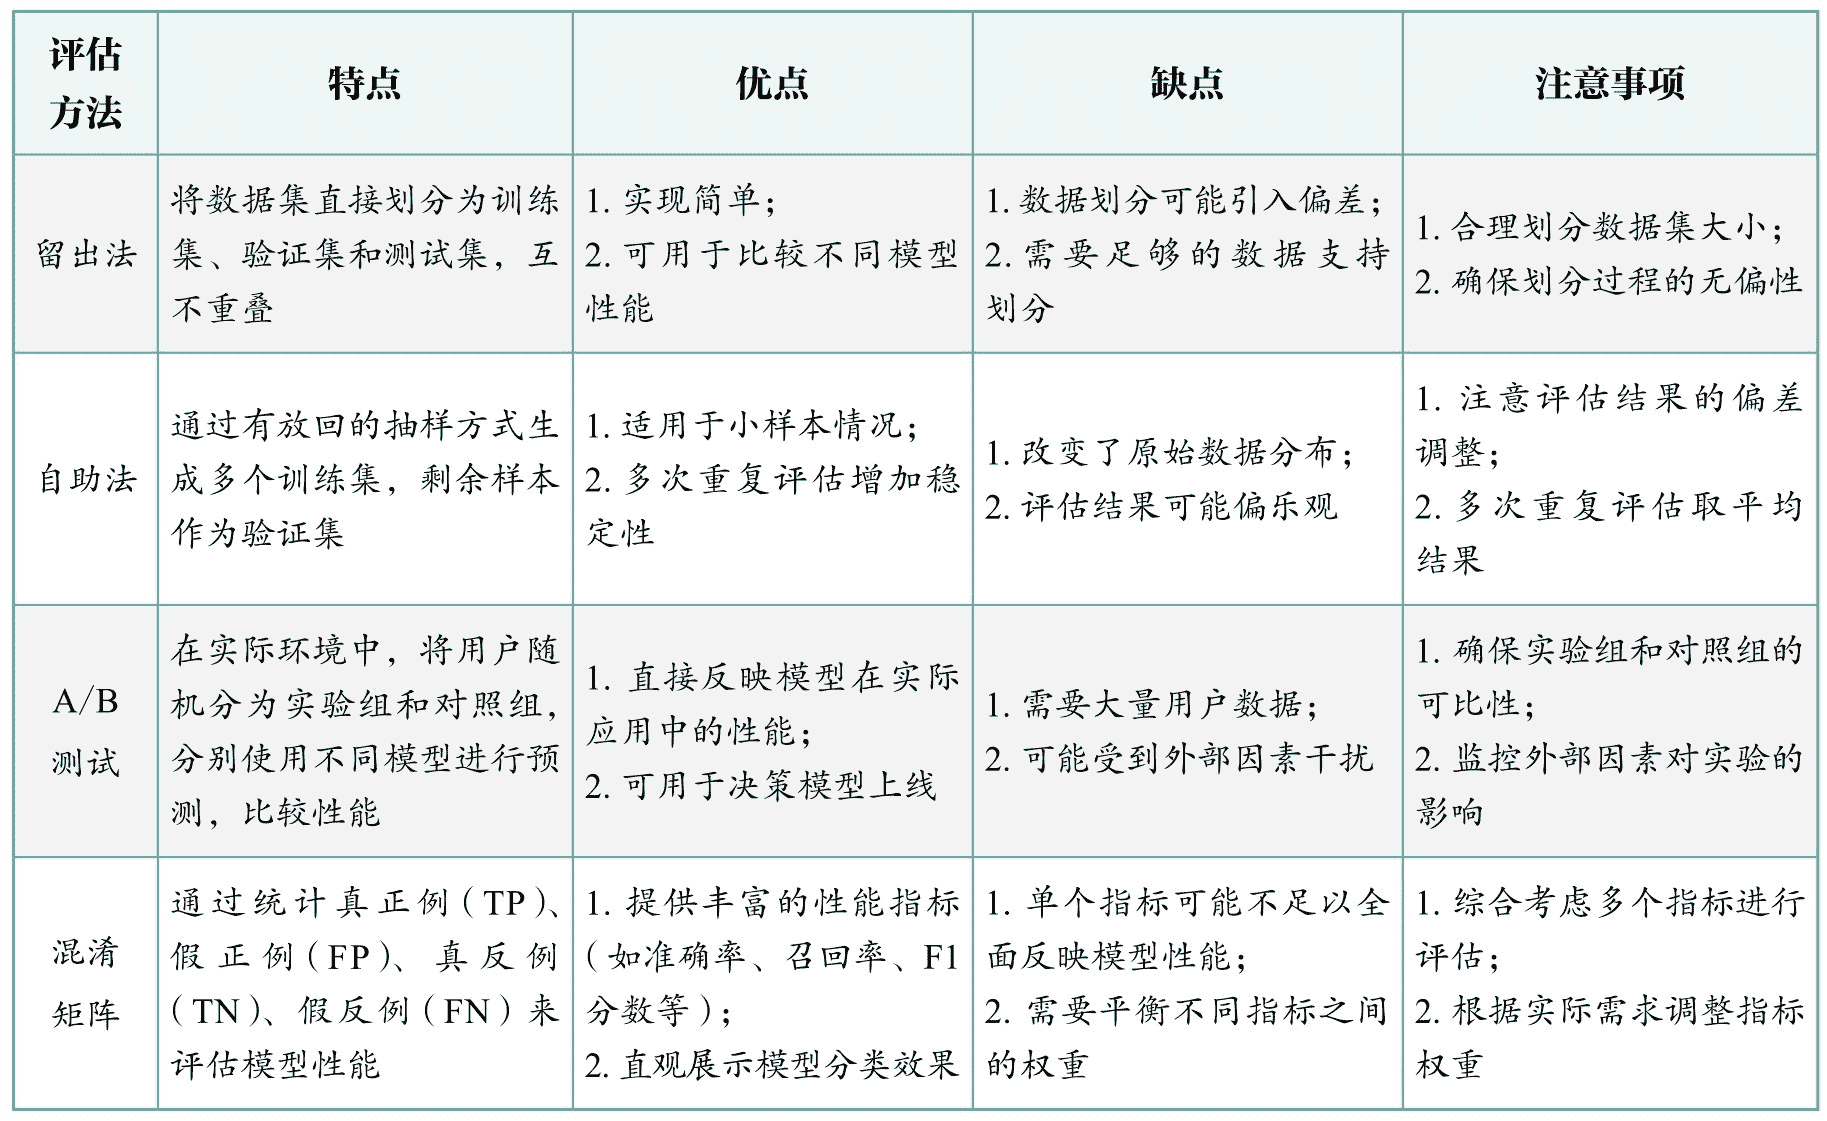 评估
方法
特点
优点
缺点
注意事项
留出法
将数据集直接划分为训练
集、验证集和测试集，互
不重叠
1. 实现简单；
2. 可用于比较不同模型
性能
1. 数据划分可能引入偏差；
2. 需要足够的数据支持
划分
1. 合理划分数据集大小；
2. 确保划分过程的无偏性
自助法
通过有放回的抽样方式生
成多个训练集，剩余样本
作为验证集
1. 适用于小样本情况；
2. 多次重复评估增加稳
定性
1. 改变了原始数据分布；
2. 评估结果可能偏乐观
1. 注意评估结果的偏差
调整；
2. 多次重复评估取平均
结果
A/B
测试
在实际环境中，将用户随
机分为实验组和对照组，
分别使用不同模型进行预
测，比较性能
1. 直接反映模型在实际
应用中的性能；
2. 可用于决策模型上线
1. 需要大量用户数据；
2. 可能受到外部因素干扰
1. 确保实验组和对照组的
可比性；
2. 监控外部因素对实验的
影响
混淆
矩阵
通过统计真正例（TP）、
假正例（FP）、真反例
（TN）、假反例（FN）来
评估模型性能
1. 提供丰富的性能指标
（如准确率、召回率、F1
分数等）；
2. 直观展示模型分类效果
1. 单个指标可能不足以全
面反映模型性能；
2. 需要平衡不同指标之间
的权重
1. 综合考虑多个指标进行
评估；
2. 根据实际需求调整指标
权重